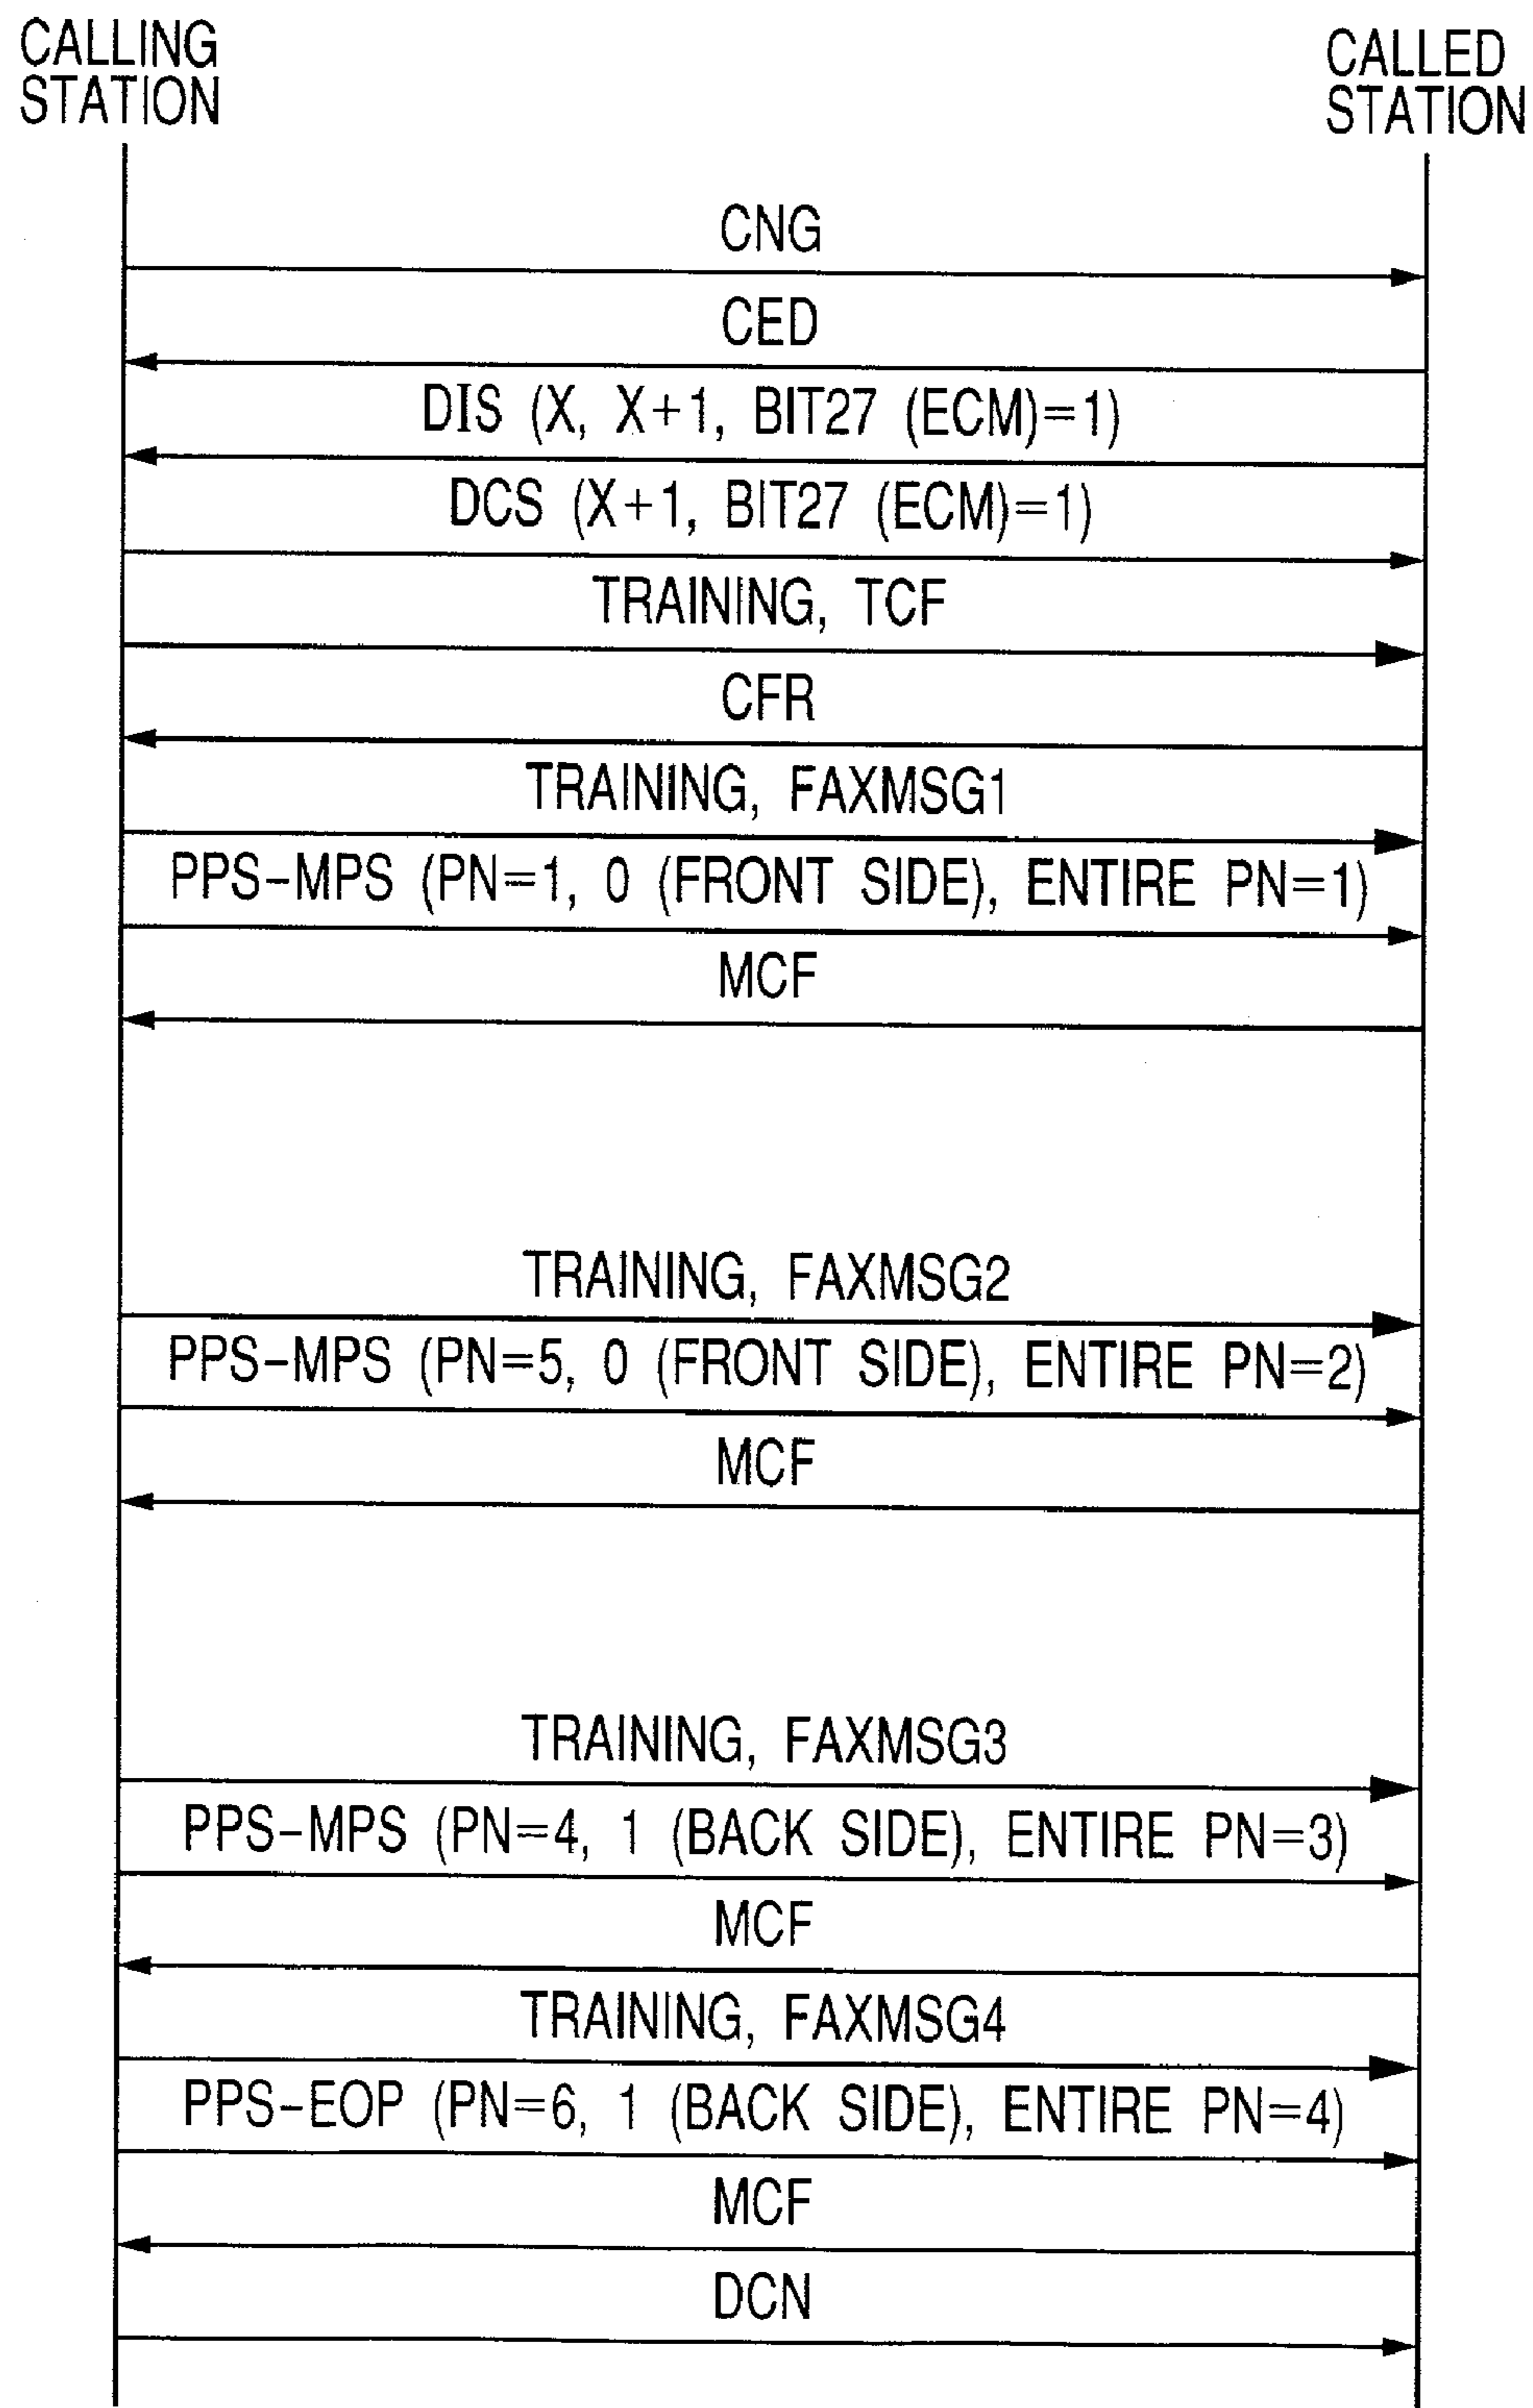 CALLING
STATION
CALLED
STATION
CNG
CED
DIS (X, X+1, BIT27 (ECM)=1)
DCS (X+1, BIT27 (ECM)=1)
TRAINING, TCF
CFR
TRAINING, FAXMSG1
PPS-MPS (PN=1, 0 (FRONT SIDE), ENTIRE PN=1)
MCF
TRAINING, FAXMSG2
PPS-MPS (PN=5, 0 (FRONT SIDE), ENTIRE PN=2)
MCF
TRAINING, FAXMSG3
PPS-MPS (PN=4, 1 (BACK SIDE), ENTIRE PN=3)
MCF
TRAINING, FAXMSG4
PPS-EOP (PN=6, 1 (BACK SIDE), ENTIRE PN=4)
MCF
DCN